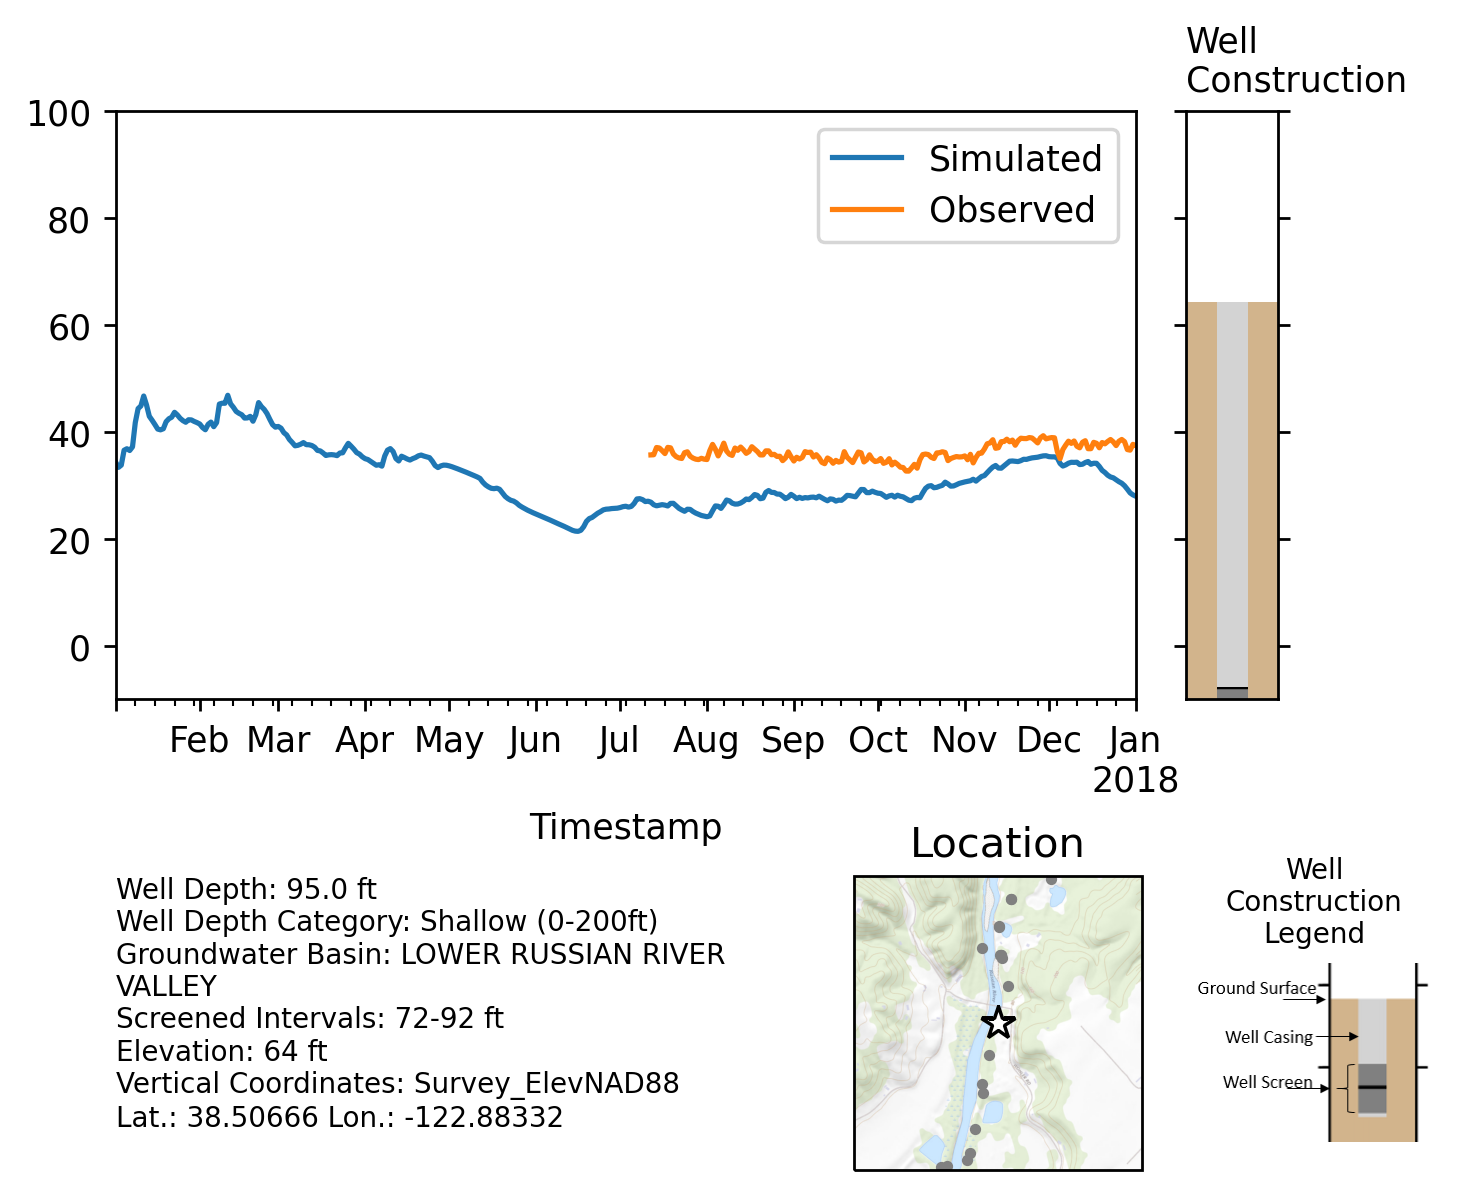 Well
Construction
100
80
60
40
20
0
Simulated
Observed
Feb Mar Apr May Jun Jul Aug Sep Oct Nov Dec Jan
2018
Timestamp
Well Depth: 95.0 ft
Well Depth Category: Shallow (0-200ft)
Groundwater Basin: LOWER RUSSIAN RIVER
VALLEY
Screened Intervals: 72-92 ft
Elevation: 64 ft
Vertical Coordinates: Survey_ElevNAD88
Lat.: 38.50666 Lon.: -122.88332
Location
Well
Construction
Legend
Ground Surface
Well Casing
Well Screen